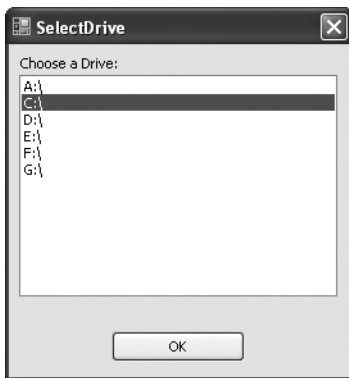 SelectDrive
Choose a Drive:
A:\
C:\
D:\
E:\
F:\
G:\
OK